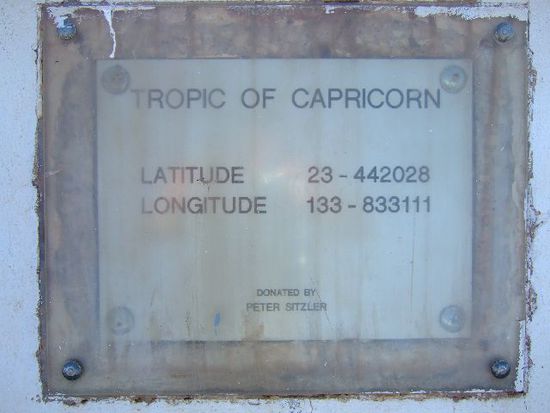 TROPIC OF CAPRICORN
LATITUDE 23-442028
LONGITUDE 133-833111
DONATED BY
PETER SITZLER